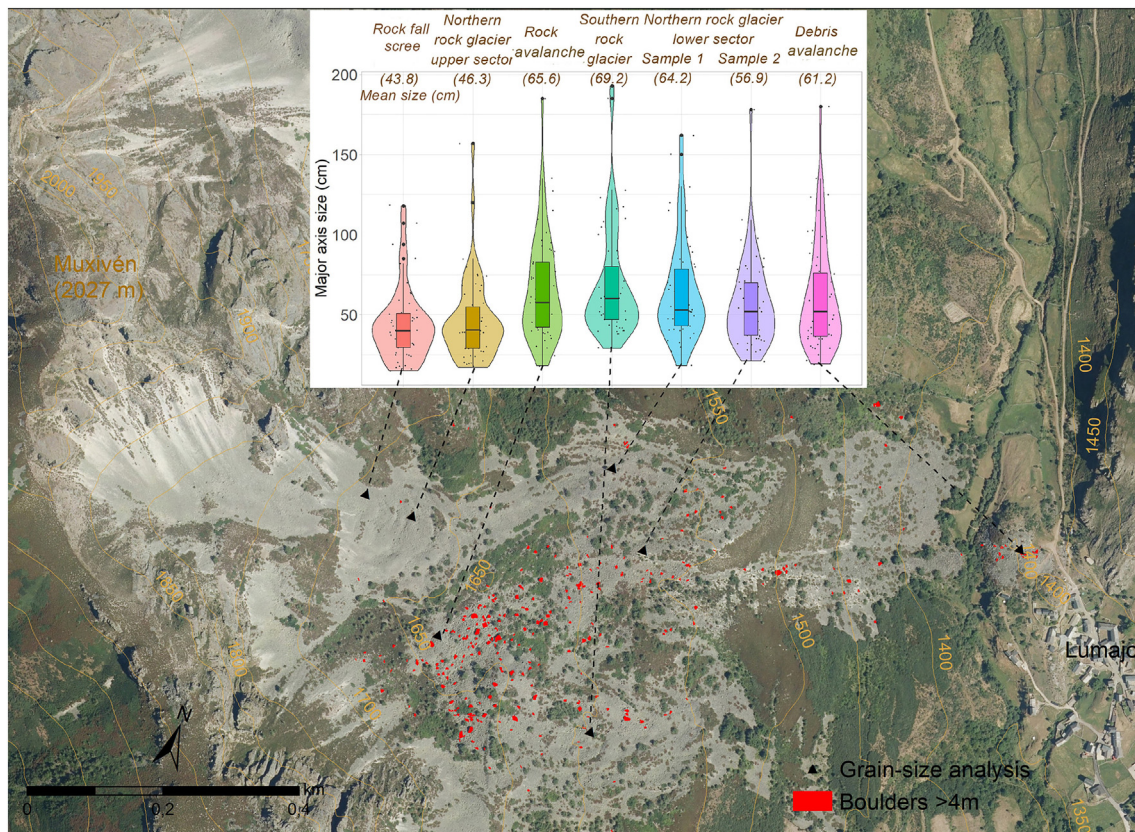 Rock fall
scree
(43.8)
Northern
rock glacier
upper sector
(46.3)
Rock
avalanche
(65.6)
Southern
rock
glacier
(69.2)
Northern rock glacier
lower sector
Sample 1
(64.2)
Sample 2
(56.9)
Debris
avalanche
(61.2)
Mean size (cm)
Major axis size (cm)
200
150
100
50
Muxivén
(2027 m)
2000
1550
1400
1450
1650
1650
1500
1400
1400
1700
Lumajo
N
0
0.2
0.4
km
Grain-size analysis
Boulders >4m